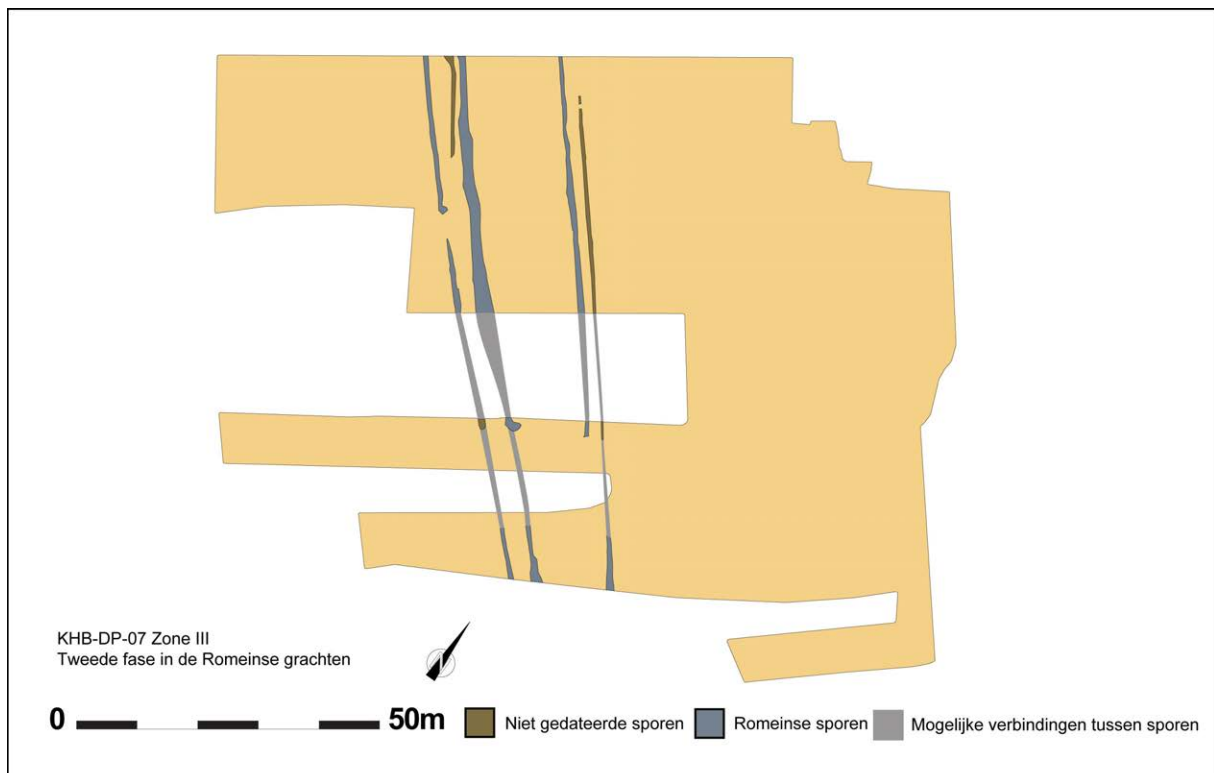 KHB-DP-07 Zone III
Tweede fase in de Romeinse grachten
0 50m
Niet gedateerde sporen
Romeinse sporen
Mogelijke verbindingen tussen sporen